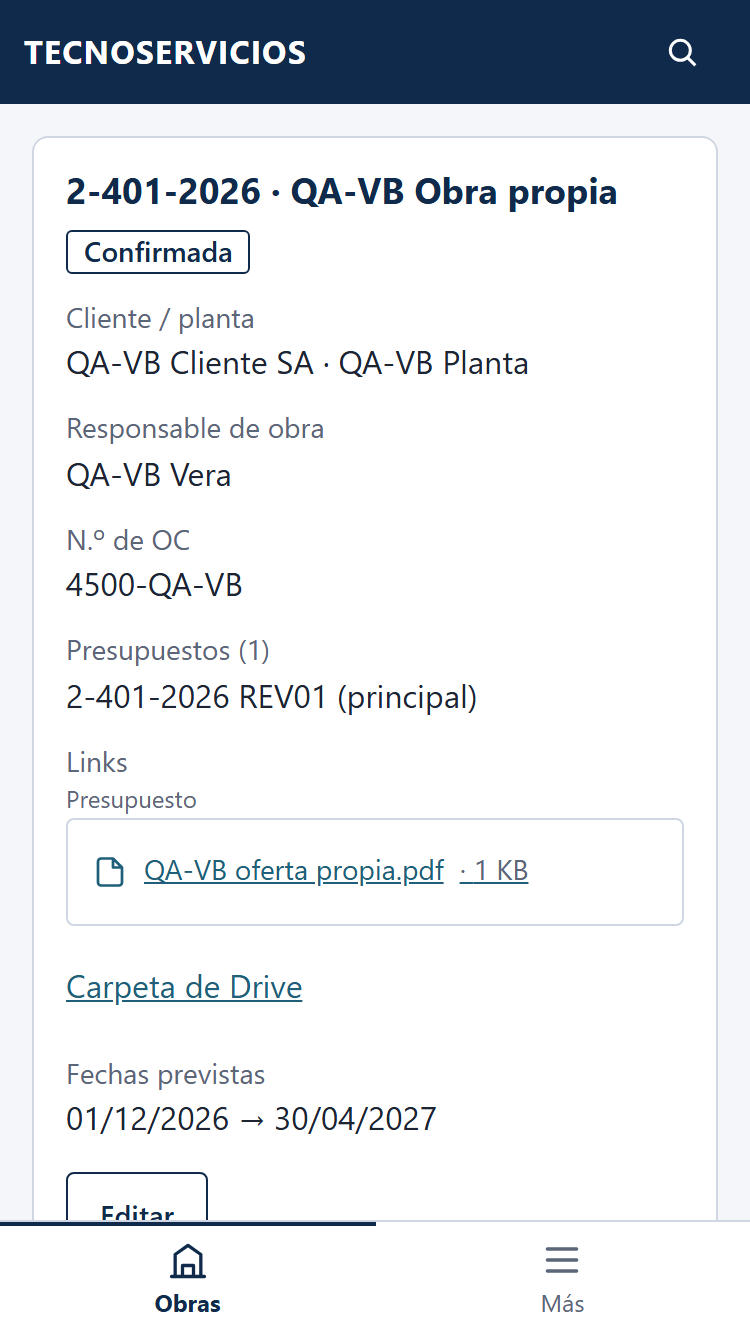 TECNOSERVICIOS
2-401-2026 · QA-VB Obra propia
Confirmada
Cliente / planta
QA-VB Cliente SA · QA-VB Planta
Responsable de obra
QA-VB Vera
N.º de OC
4500-QA-VB
Presupuestos (1)
2-401-2026 REV01 (principal)
Links
Presupuesto
QA-VB oferta propia.pdf · 1 KB
Carpeta de Drive
Fechas previstas
01/12/2026 → 30/04/2027
Editar
Obras
Más